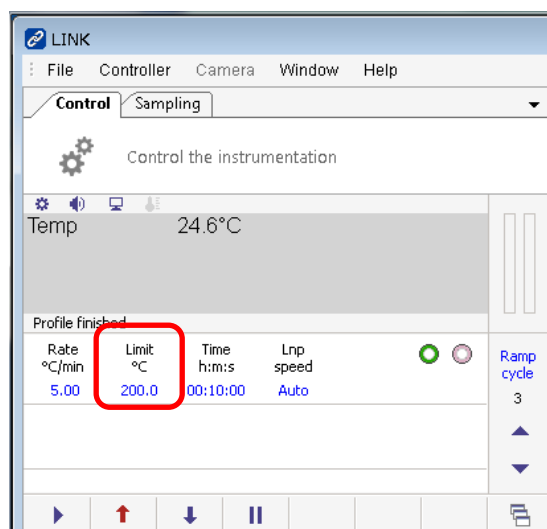 LINK
File Controller Camera Window Help
Control Sampling
Control the instrumentation
Temp 24.6°C
Profile finished
Rate Limit Time Lnp
°C/min °C h:m:s speed
5.00 200.0 00:10:00 Auto
Ramp
cycle
3